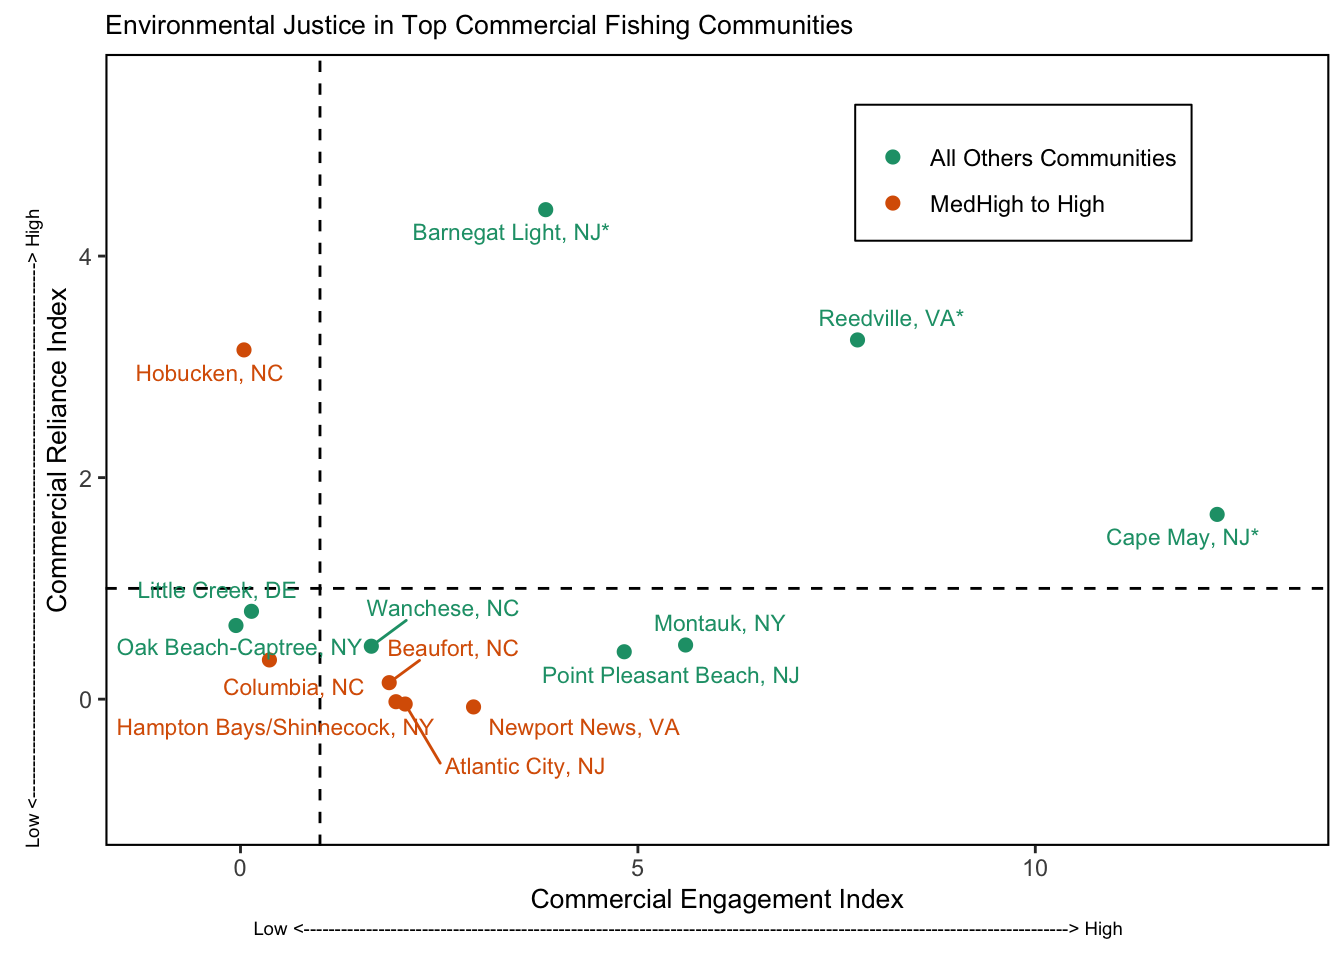 Environmental Justice in Top Commercial Fishing Communities
All Others Communities
MedHigh to High
Barnegat Light, NJ*
Reedville, VA*
Hobucken, NC
Cape May, NJ*
Little Creek, DE
Wanchese, NC
Montauk, NY
Oak Beach-Captree, NY
Beaufort, NC
Point Pleasant Beach, NJ
Columbia, NC
Hampton Bays/Shinnecock, NY
Newport News, VA
Atlantic City, NJ
4
2
0
Commercial Reliance Index
Low <-----------------------------------------------------------------------------------------> High
0
5
10
Commercial Engagement Index
Low <---------------------------------------------------------------------------------------------------------------------------> High